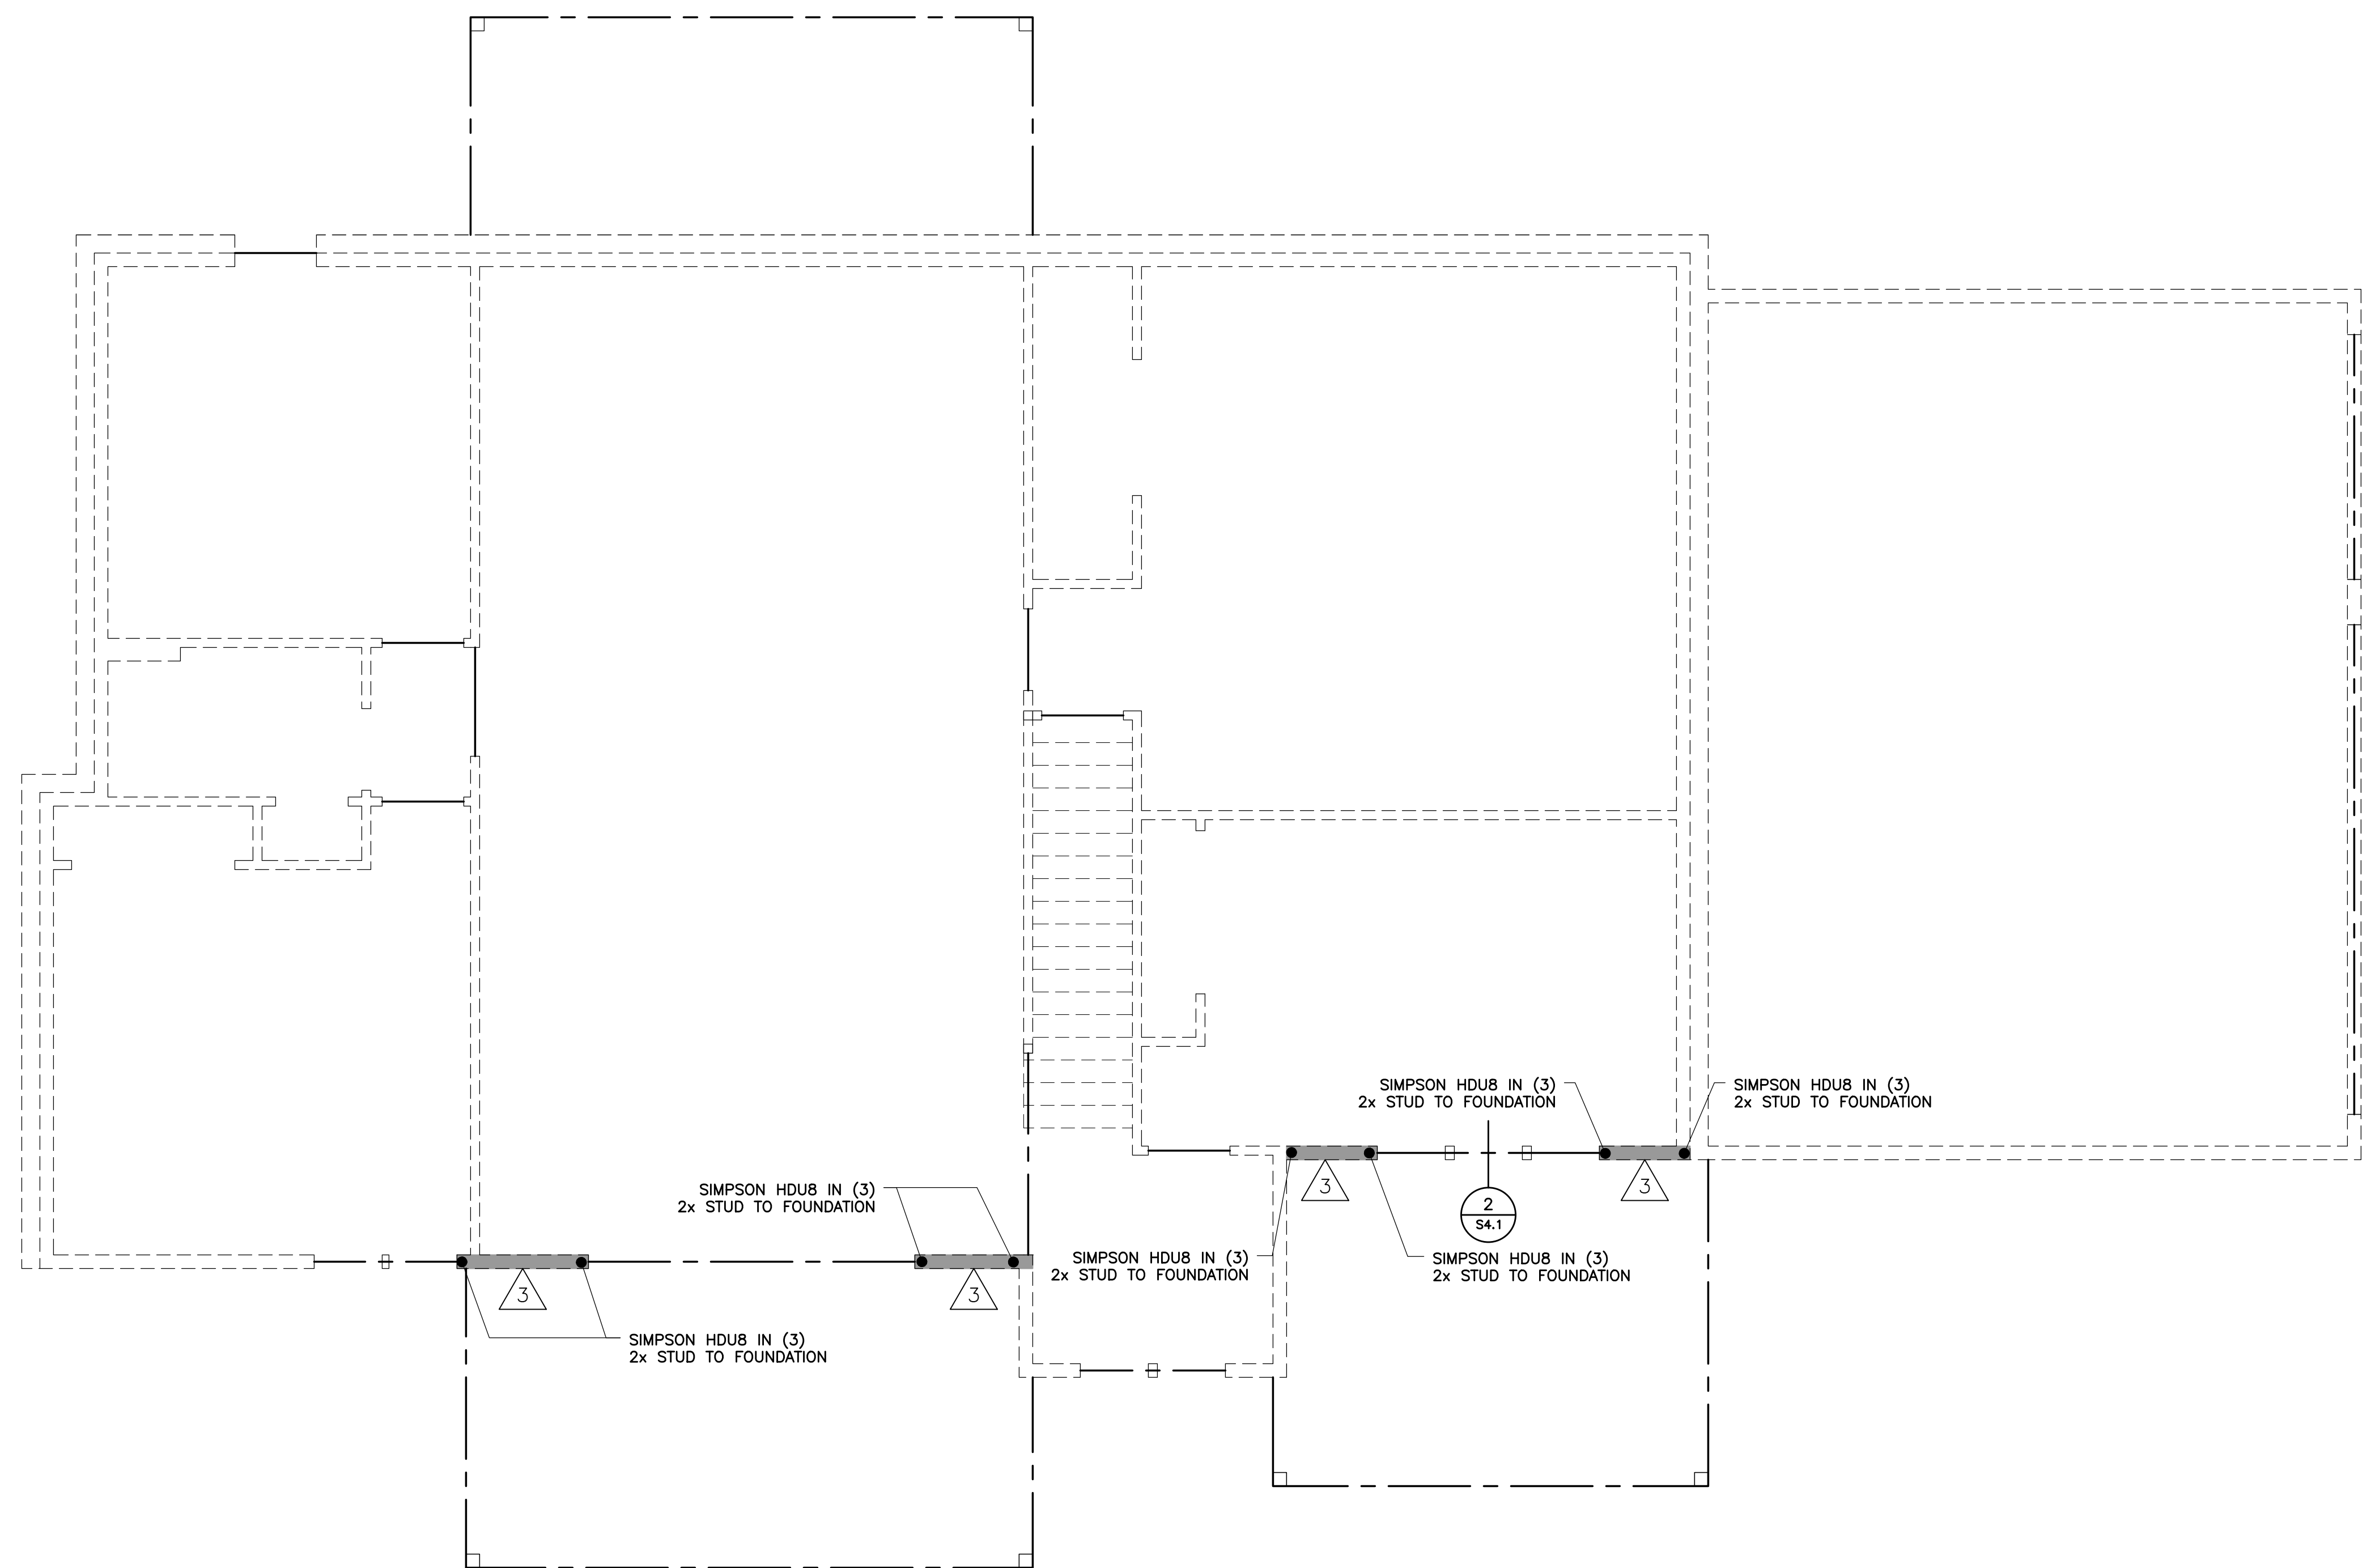 SIMPSON HDU8 IN (3)
2x STUD TO FOUNDATION
SIMPSON HDU8 IN (3)
2x STUD TO FOUNDATION
SIMPSON HDU8 IN (3)
2x STUD TO FOUNDATION
3
3
2
S4.1
SIMPSON HDU8 IN (3)
2x STUD TO FOUNDATION
SIMPSON HDU8 IN (3)
2x STUD TO FOUNDATION
3
3
SIMPSON HDU8 IN (3)
2x STUD TO FOUNDATION